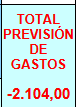 TOTAL
PREVISIÓN
DE
GASTOS
-2.104,00